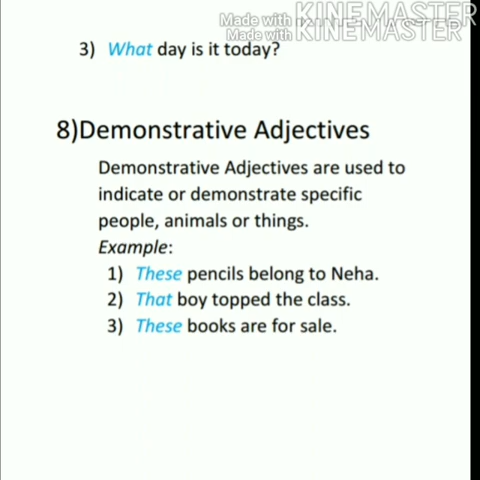 Made with KINEMASTER
Made with KINEMASTER
3) What day is it today?
8)Demonstrative Adjectives
Demonstrative Adjectives are used to
indicate or demonstrate specific
people, animals or things.
Example:
1) These pencils belong to Neha.
2) That boy topped the class.
3) These books are for sale.